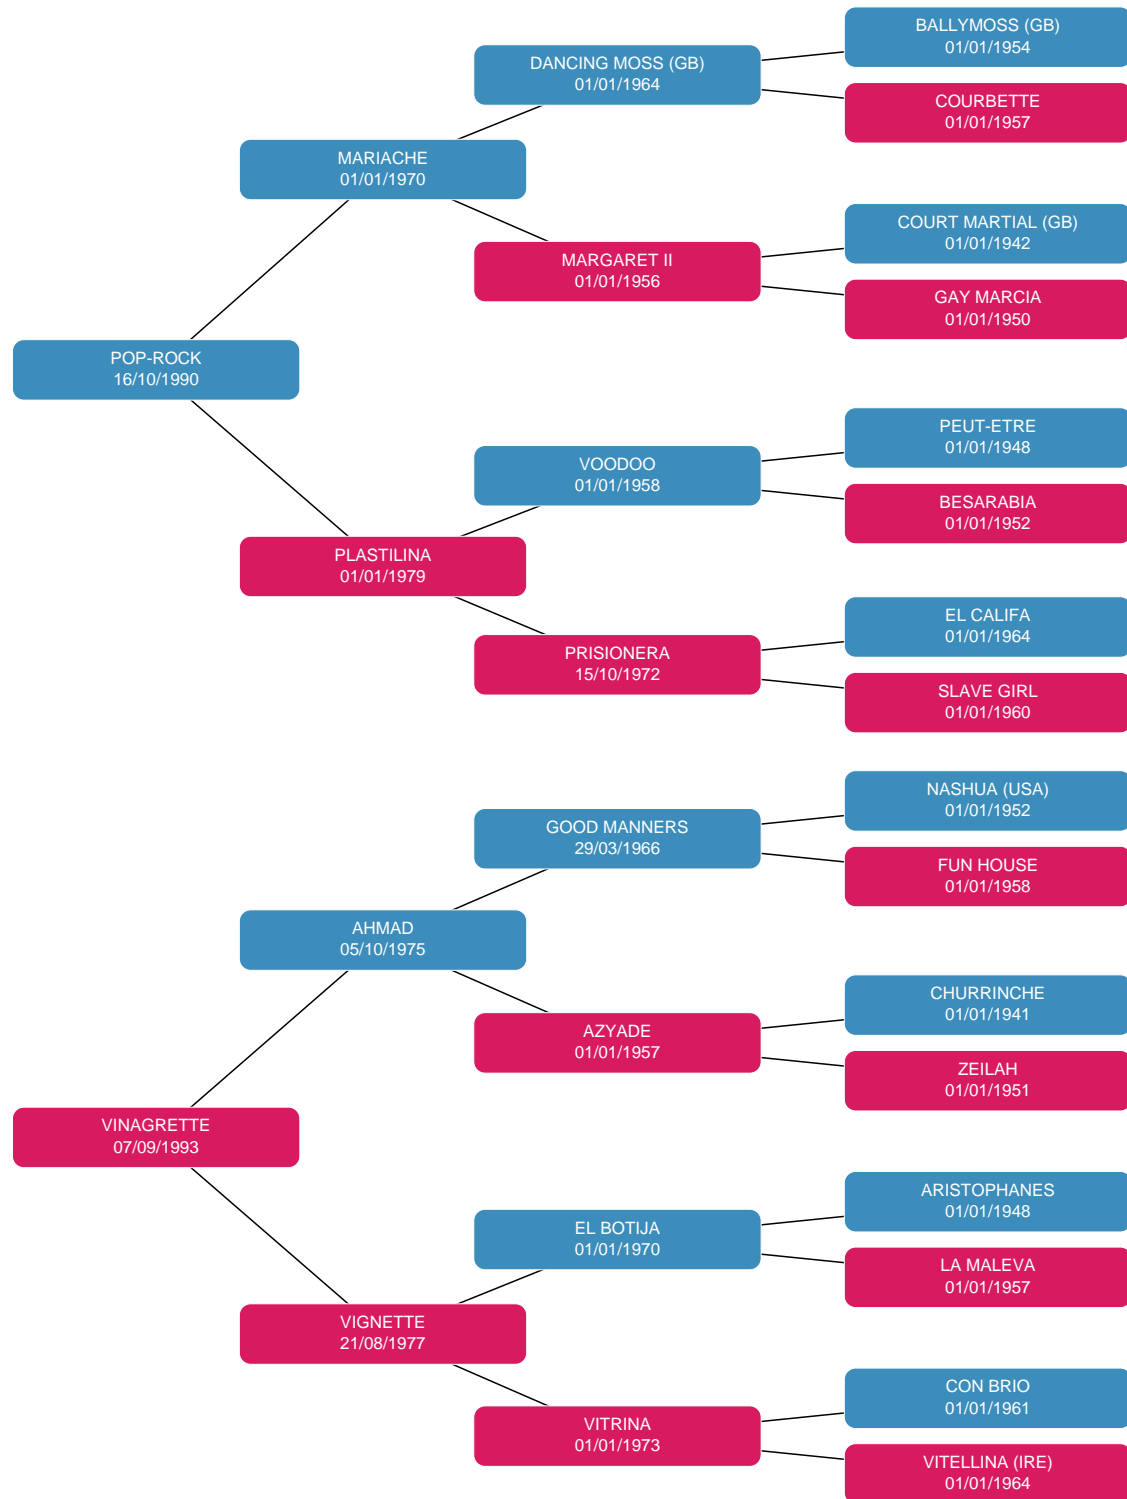 BALLYMOSS (GB)
01/01/1954
DANCING MOSS (GB)
01/01/1964
COURBETTE
01/01/1957
MARIACHE
01/01/1970
COURT MARTIAL (GB)
01/01/1942
MARGARET II
01/01/1956
GAY MARCIA
01/01/1950
POP-ROCK
16/10/1990
PEUT-ETRE
01/01/1948
VOODOO
01/01/1958
BESARABIA
01/01/1952
PLASTILINA
01/01/1979
EL CALIFA
01/01/1964
PRISIONERA
15/10/1972
SLAVE GIRL
01/01/1960
NASHUA (USA)
01/01/1952
GOOD MANNERS
29/03/1966
FUN HOUSE
01/01/1958
AHMAD
05/10/1975
CHURRINCHE
01/01/1941
AZYADE
01/01/1957
ZEILAH
01/01/1951
VINAGRETTE
07/09/1993
ARISTOPHANES
01/01/1948
EL BOTIJA
01/01/1970
LA MALEVA
01/01/1957
VIGNETTE
21/08/1977
CON BRIO
01/01/1961
VITRINA
01/01/1973
VITELLINA (IRE)
01/01/1964